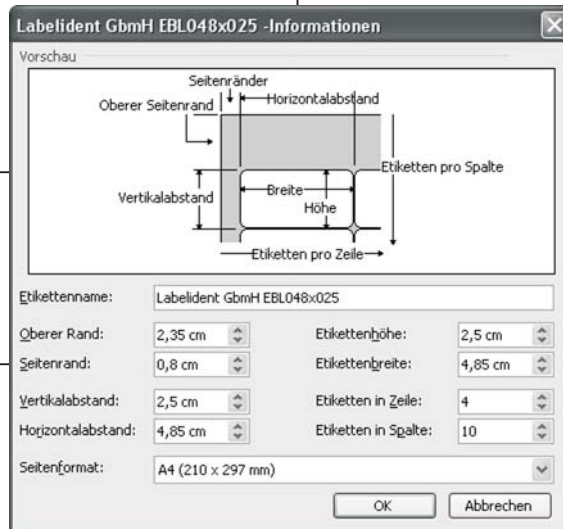 Labelident GbmH EBL048x025 -Informationen
Vorschau
Seitenränder
Horizontalabstand
Oberer Seitenrand
Etiketten pro Spalte
Vertikalabstand
Breite
Höhe
Etiketten pro Zeile
Etikettenname: Labelident GbmH EBL048x025
Oberer Rand: 2,35 cm Etikettenhöhe: 2,5 cm
Seitenrand: 0,8 cm Etikettenbreite: 4,85 cm
Vertikalabstand: 2,5 cm Etiketten in Zeile: 4
Horizontalabstand: 4,85 cm Etiketten in Spalte: 10
Seitenformat: A4 (210 x 297 mm)
OK Abbrechen